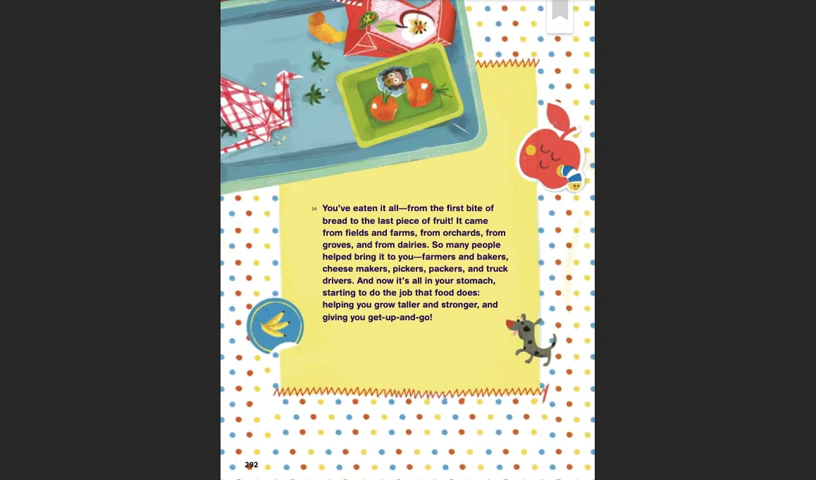 34 You've eaten it all—from the first bite of
bread to the last piece of fruit! It came
from fields and farms, from orchards, from
groves, and from dairies. So many people
helped bring it to you—farmers and bakers,
cheese makers, pickers, packers, and truck
drivers. And now it's all in your stomach,
starting to do the job that food does:
helping you grow taller and stronger, and
giving you get-up-and-go!
292